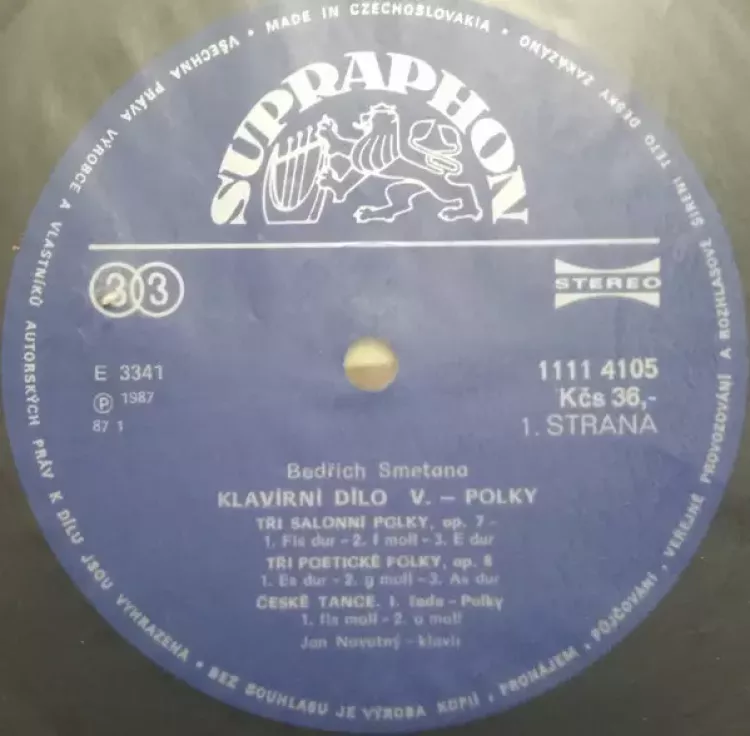 MADE IN CZECHOSLOVAKIA • VŠECHNA PRÁVA VÝROBCE A VLASTNÍKŮ AUTORSKÝCH PRÁV K DÍLU JSOU VYHRAZENA • BEZ SOUHLASU JE VÝROBA KOPIÍ, PRONÁJEM, PŮJČOVÁNÍ, VEŘEJNÉ PROVOZOVÁNÍ A ROZHLASOVÉ ŠÍŘENÍ TÉTO DESKY ZAKÁZÁNO •
SUPRAPHON
33
STEREO
E 3341
Ⓟ 1987
87 1
1111 4105
Kčs 36,-
1. STRANA
Bedřich Smetana
KLAVÍRNÍ DÍLO V. – POLKY
TŘI SALONNÍ POLKY, op. 7 -
1. Fis dur - 2. f moll - 3. E dur
TŘI POETICKÉ POLKY, op. 8
1. Es dur - 2. g moll - 3. As dur
ČESKÉ TANCE. I. řada - Polky
1. fis moll - 2. a moll
Jan Novotný - klavír